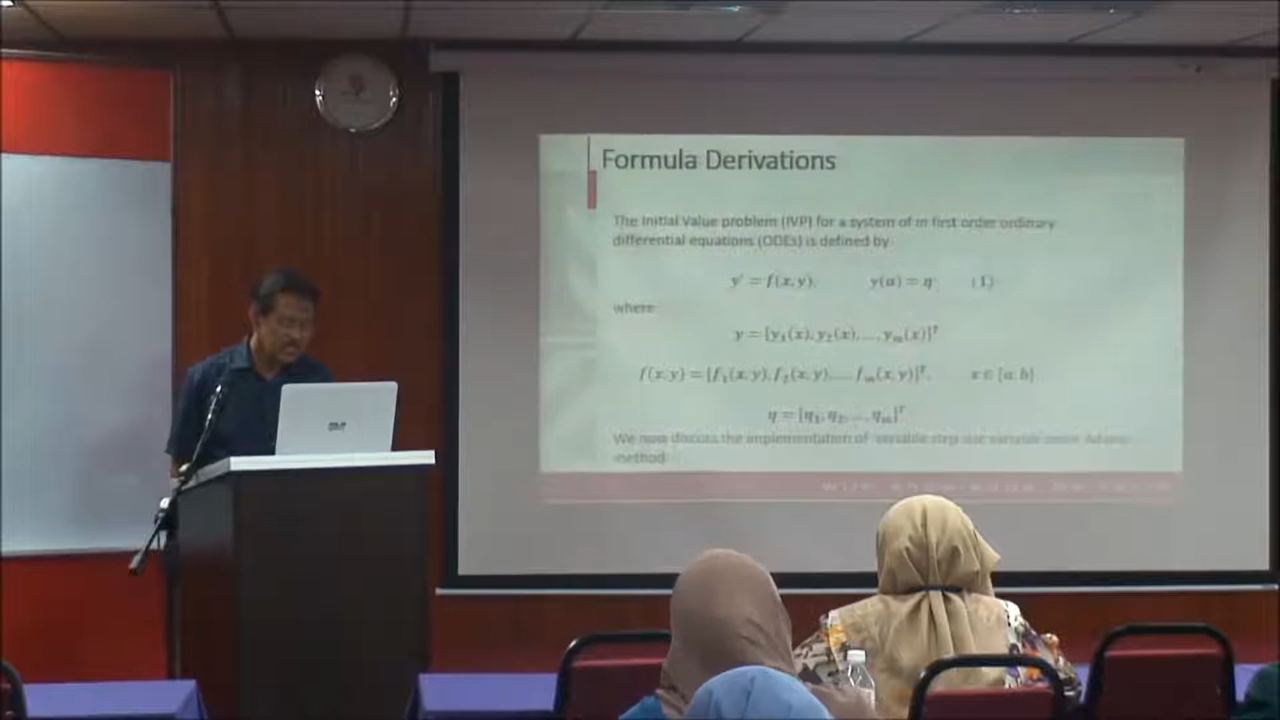 Formula Derivations
The Initial Value problem (IVP) for a system of m first order ordinary
differential equations (ODEs) is defined by
y' = f(x, y), y(a) = η (1)
where
y = [y₁(x), y₂(x), ..., yₘ(x)]ᵀ
f(x, y) = [f₁(x, y), f₂(x, y), ... fₘ(x, y)]ᵀ, x ∈ [a, b]
η = [η₁, η₂, ..., ηₘ]ᵀ
We now discuss the implementation of variable step size variable order Adams
method